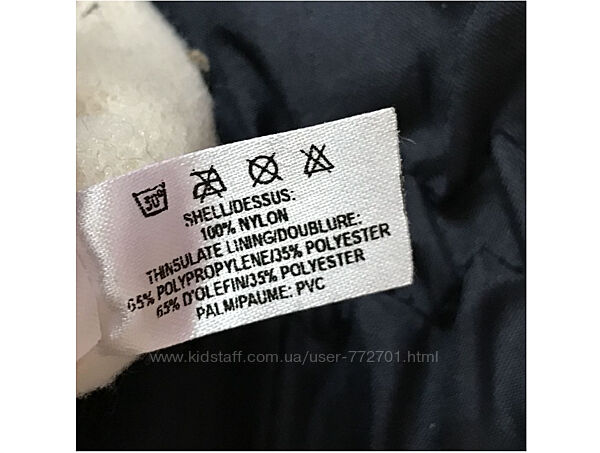 30°
SHELL/DESSUS:
100% NYLON
THINSULATE LINING/DOUBLURE:
65% POLYPROPYLENE/35% POLYESTER
65% D'OLEFIN/35% POLYESTER
PALM/PAUME: PVC
www.kidstaff.com.ua/user-772701.html